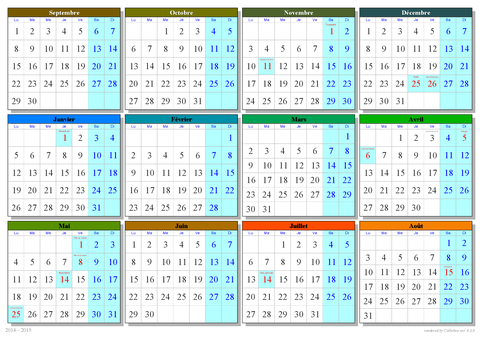 Septembre
Lu Ma Me Je Ve Sa Di
1 2 3 4 5 6 7
8 9 10 11 12 13 14
15 16 17 18 19 20 21
22 23 24 25 26 27 28
29 30
Octobre
Lu Ma Me Je Ve Sa Di
1 2 3 4 5
6 7 8 9 10 11 12
13 14 15 16 17 18 19
20 21 22 23 24 25 26
27 28 29 30 31
Novembre
Lu Ma Me Je Ve Sa Di
1 2
3 4 5 6 7 8 9
10 11 12 13 14 15 16
17 18 19 20 21 22 23
24 25 26 27 28 29 30
Décembre
Lu Ma Me Je Ve Sa Di
1 2 3 4 5 6 7
8 9 10 11 12 13 14
15 16 17 18 19 20 21
22 23 24 25 26 27 28
29 30 31
Janvier
Lu Ma Me Je Ve Sa Di
1 2 3 4
5 6 7 8 9 10 11
12 13 14 15 16 17 18
19 20 21 22 23 24 25
26 27 28 29 30 31
Février
Lu Ma Me Je Ve Sa Di
1
2 3 4 5 6 7 8
9 10 11 12 13 14 15
16 17 18 19 20 21 22
23 24 25 26 27 28
Mars
Lu Ma Me Je Ve Sa Di
1
2 3 4 5 6 7 8
9 10 11 12 13 14 15
16 17 18 19 20 21 22
23 24 25 26 27 28 29
30 31
Avril
Lu Ma Me Je Ve Sa Di
1 2 3 4 5
6 7 8 9 10 11 12
13 14 15 16 17 18 19
20 21 22 23 24 25 26
27 28 29 30
Mai
Lu Ma Me Je Ve Sa Di
1 2 3
4 5 6 7 8 9 10
11 12 13 14 15 16 17
18 19 20 21 22 23 24
25 26 27 28 29 30 31
Juin
Lu Ma Me Je Ve Sa Di
1 2 3 4 5 6 7
8 9 10 11 12 13 14
15 16 17 18 19 20 21
22 23 24 25 26 27 28
29 30
Juillet
Lu Ma Me Je Ve Sa Di
1 2 3 4 5
6 7 8 9 10 11 12
13 14 15 16 17 18 19
20 21 22 23 24 25 26
27 28 29 30 31
Août
Lu Ma Me Je Ve Sa Di
1 2
3 4 5 6 7 8 9
10 11 12 13 14 15 16
17 18 19 20 21 22 23
24 25 26 27 28 29 30
31
2014 - 2015